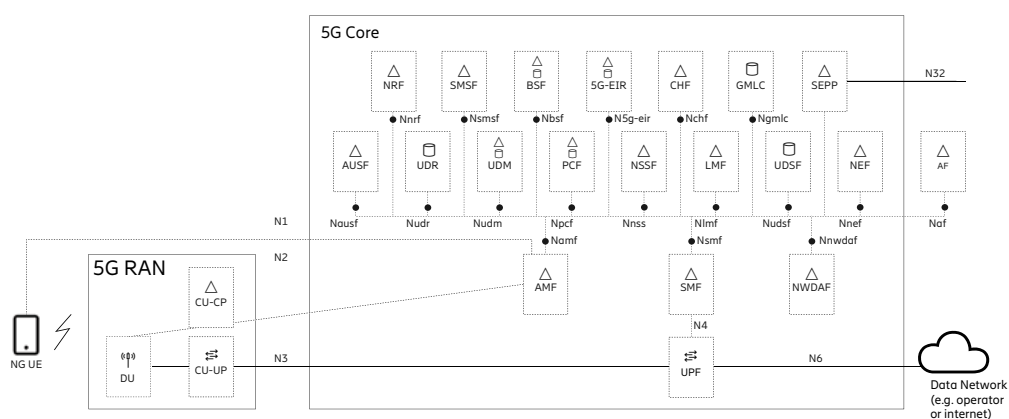 5G Core
NRF
SMSF
BSF
5G-EIR
CHF
GMLC
SEPP
N32
Nnrf
Nsmsf
Nbsf
N5g-eir
Nchf
Ngmlc
AUSF
UDR
UDM
PCF
NSSF
LMF
UDSF
NEF
AF
Nausf
Nudr
Nudm
Npcf
Nnss
Nlmf
Nudsf
Nnef
Naf
N1
Namf
Nsmf
Nnwdaf
N2
5G RAN
CU-CP
AMF
SMF
NWDAF
N4
NG UE
DU
CU-UP
N3
UPF
N6
Data Network
(e.g. operator
or internet)